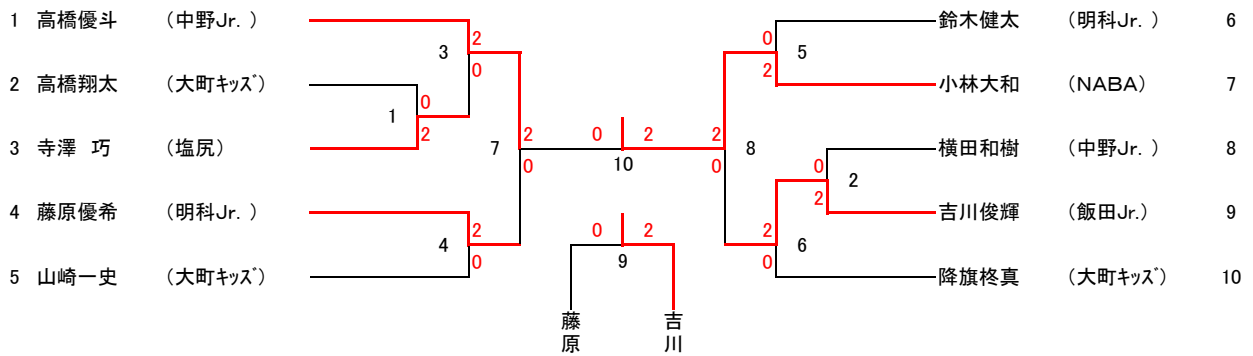 1 高橋優斗 （中野Jr. ） 2 0 鈴木健太 （明科Jr. ） 6
3 5
0 2
2 高橋翔太 （大町ｷｯｽﾞ） 0 小林大和 （NABA） 7
1
2 2 0 2 2
3 寺澤 巧 （塩尻） 7 8 横田和樹 （中野Jr. ） 8
0 10 0 0
2
2
4 藤原優希 （明科Jr. ） 吉川俊輝 （飯田Jr.） 9
2 0 2 2
4 6
0 9 0
5 山崎一史 （大町ｷｯｽﾞ） 降旗柊真 （大町ｷｯｽﾞ） 10
藤原
吉川